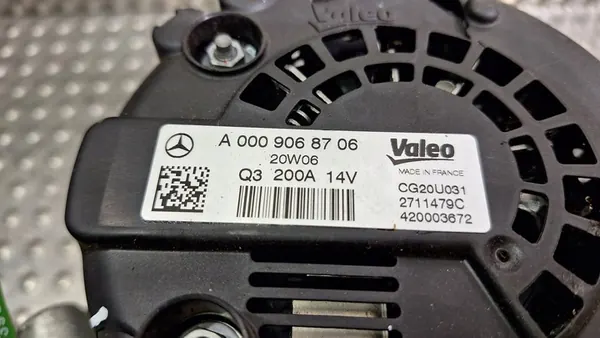 Valeo
A 000 906 87 06
20W06
Q3 200A 14V
Valeo
MADE IN FRANCE
CG20U031
2711479C
420003672